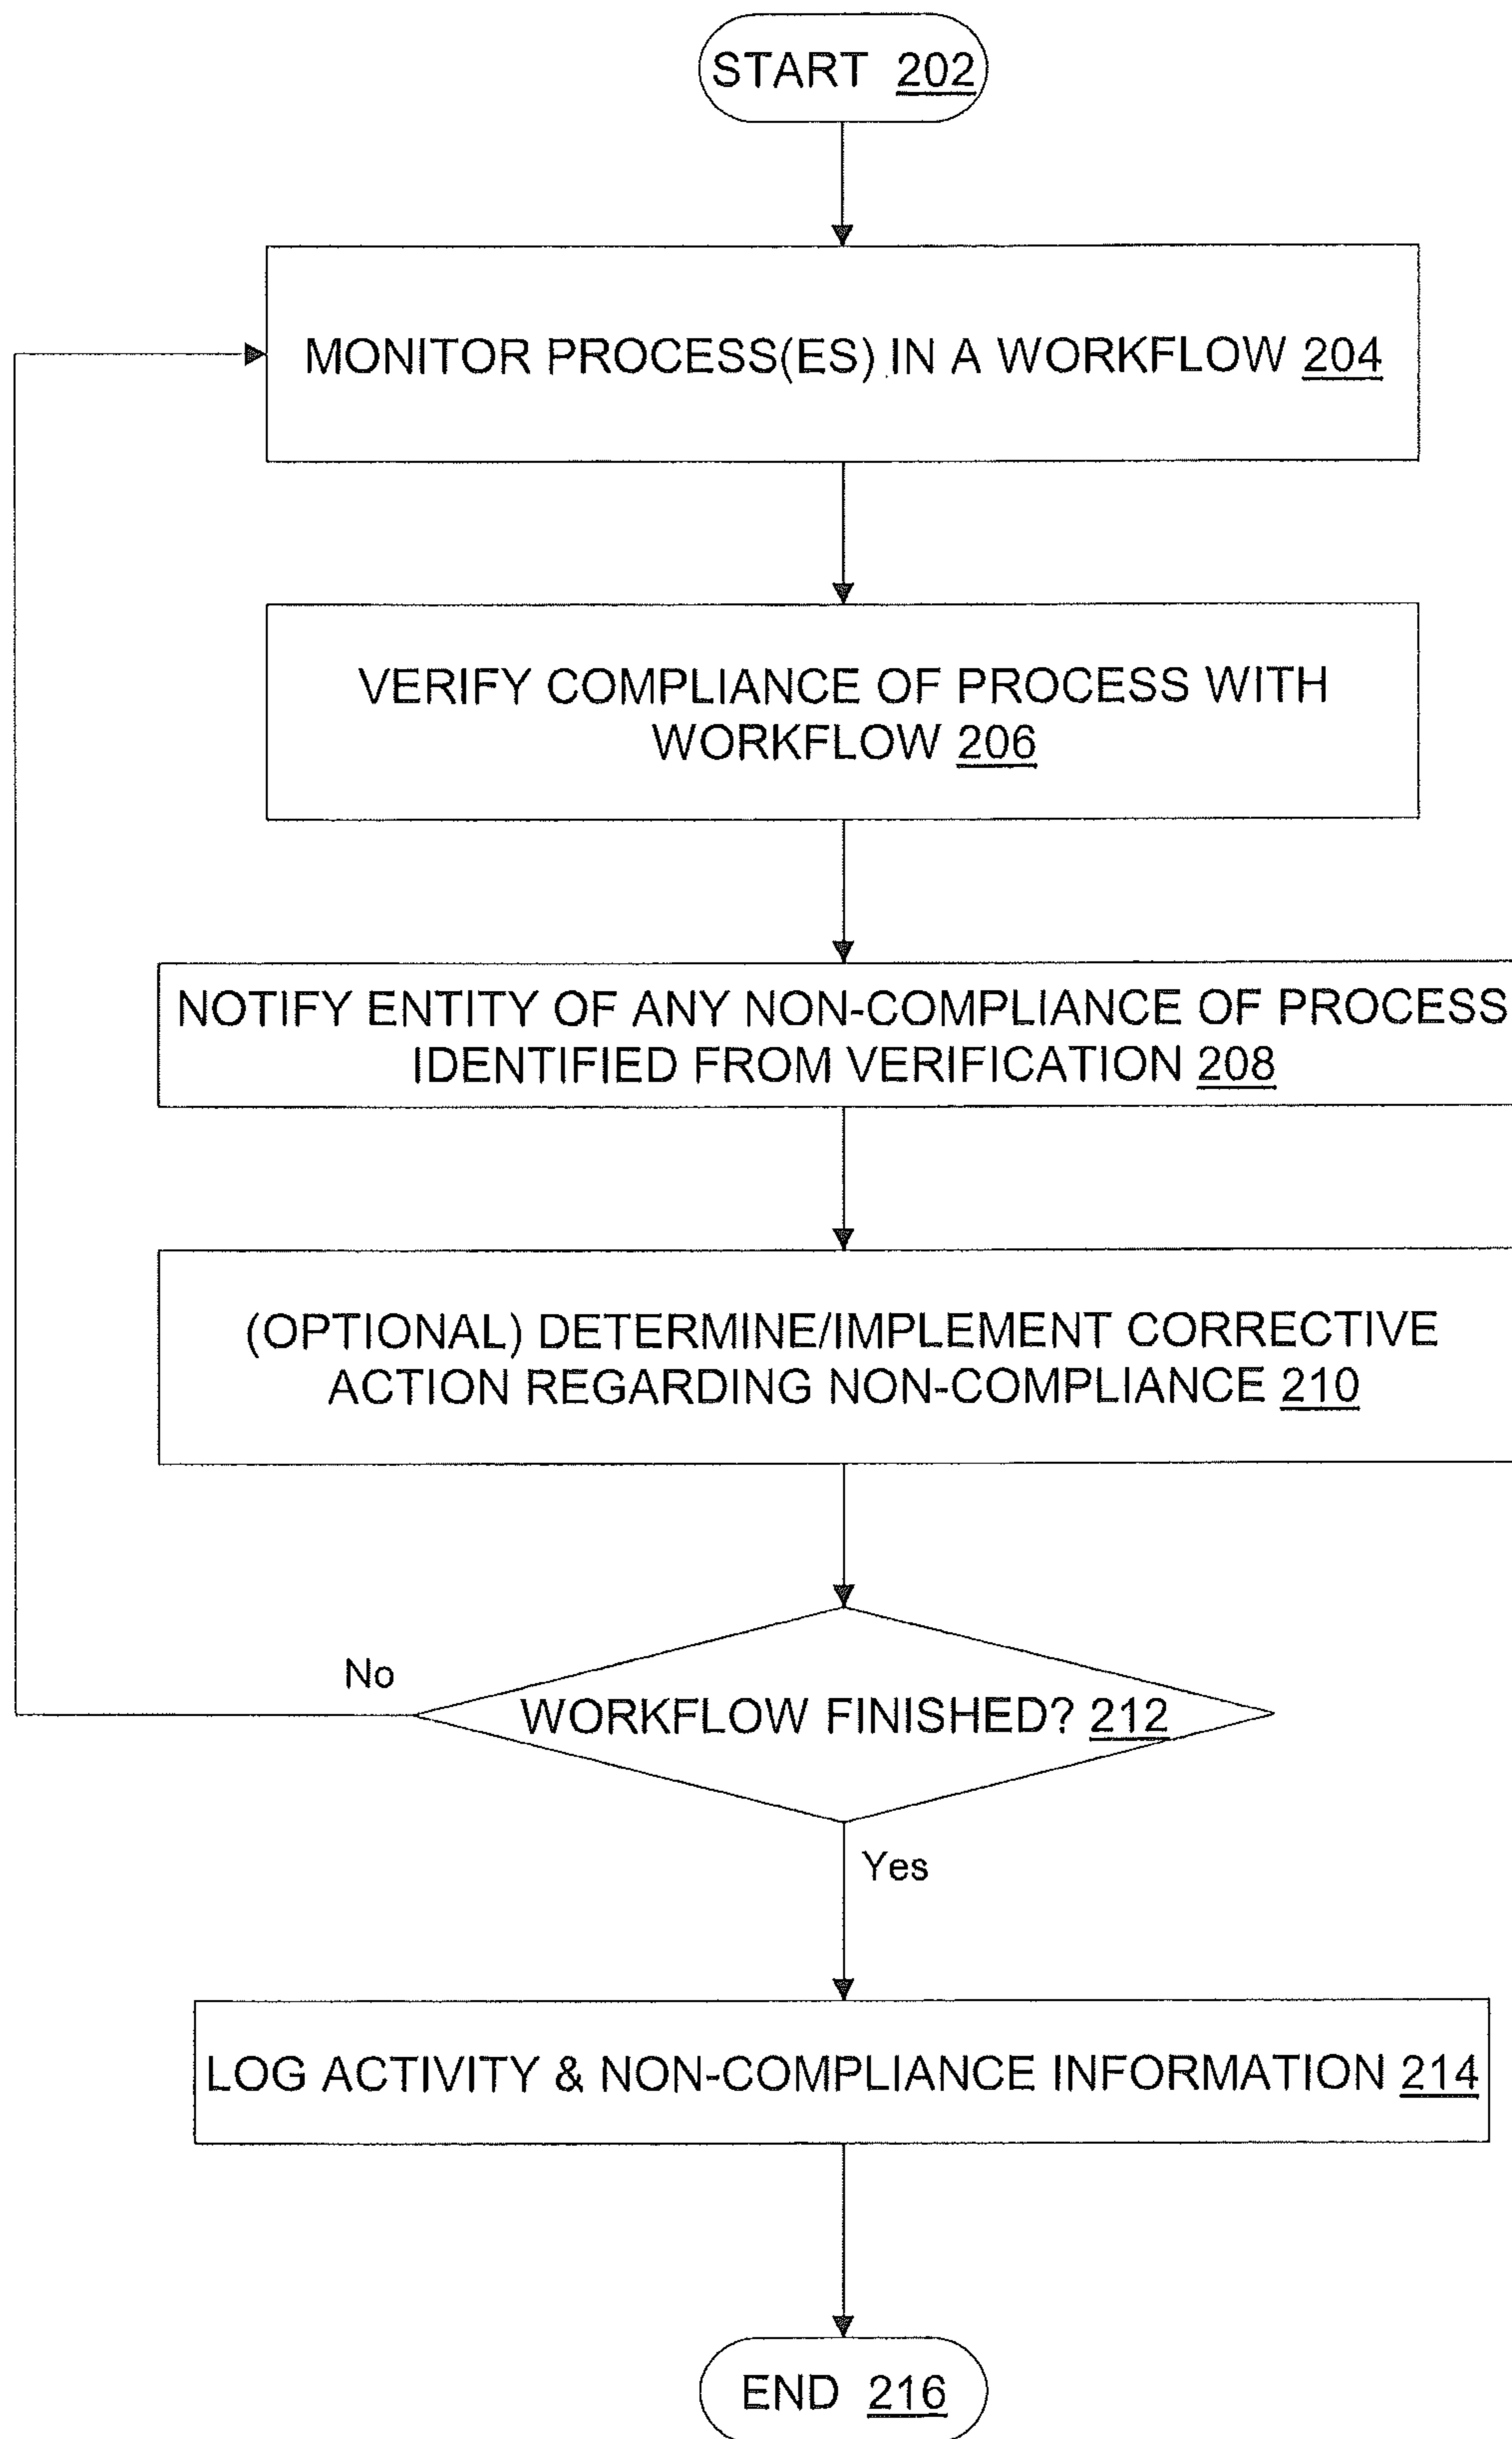 START 202
MONITOR PROCESS(ES) IN A WORKFLOW 204
VERIFY COMPLIANCE OF PROCESS WITH
WORKFLOW 206
NOTIFY ENTITY OF ANY NON-COMPLIANCE OF PROCESS
IDENTIFIED FROM VERIFICATION 208
(OPTIONAL) DETERMINE/IMPLEMENT CORRECTIVE
ACTION REGARDING NON-COMPLIANCE 210
No
WORKFLOW FINISHED? 212
Yes
LOG ACTIVITY & NON-COMPLIANCE INFORMATION 214
END 216